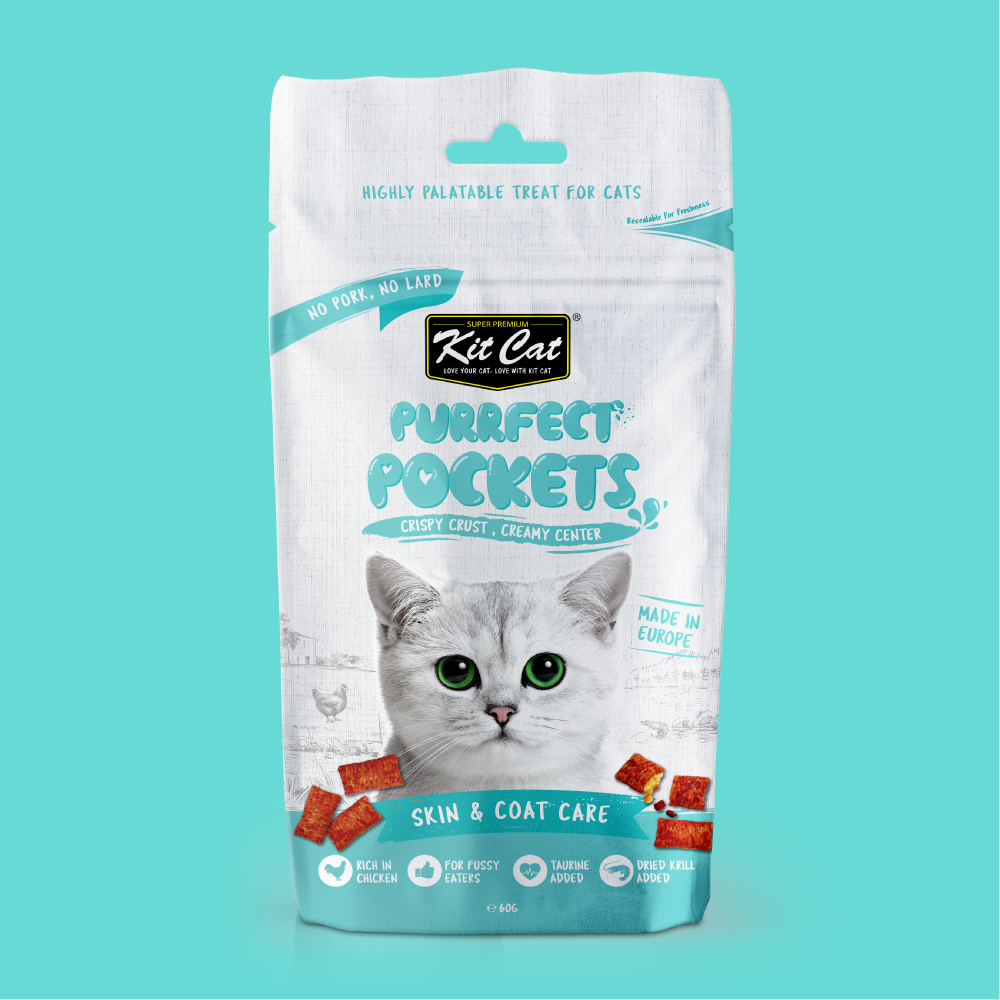 HIGHLY PALATABLE TREAT FOR CATS
Resealable For Freshness
NO PORK, NO LARD
SUPER PREMIUM
Kit Cat ®
LOVE YOUR CAT, LOVE WITH KIT CAT
PURRFECT
POCKETS
CRISPY CRUST, CREAMY CENTER
MADE IN
EUROPE
SKIN & COAT CARE
RICH IN
CHICKEN
FOR FUSSY
EATERS
TAURINE
ADDED
DRIED KRILL
ADDED
℮ 60G